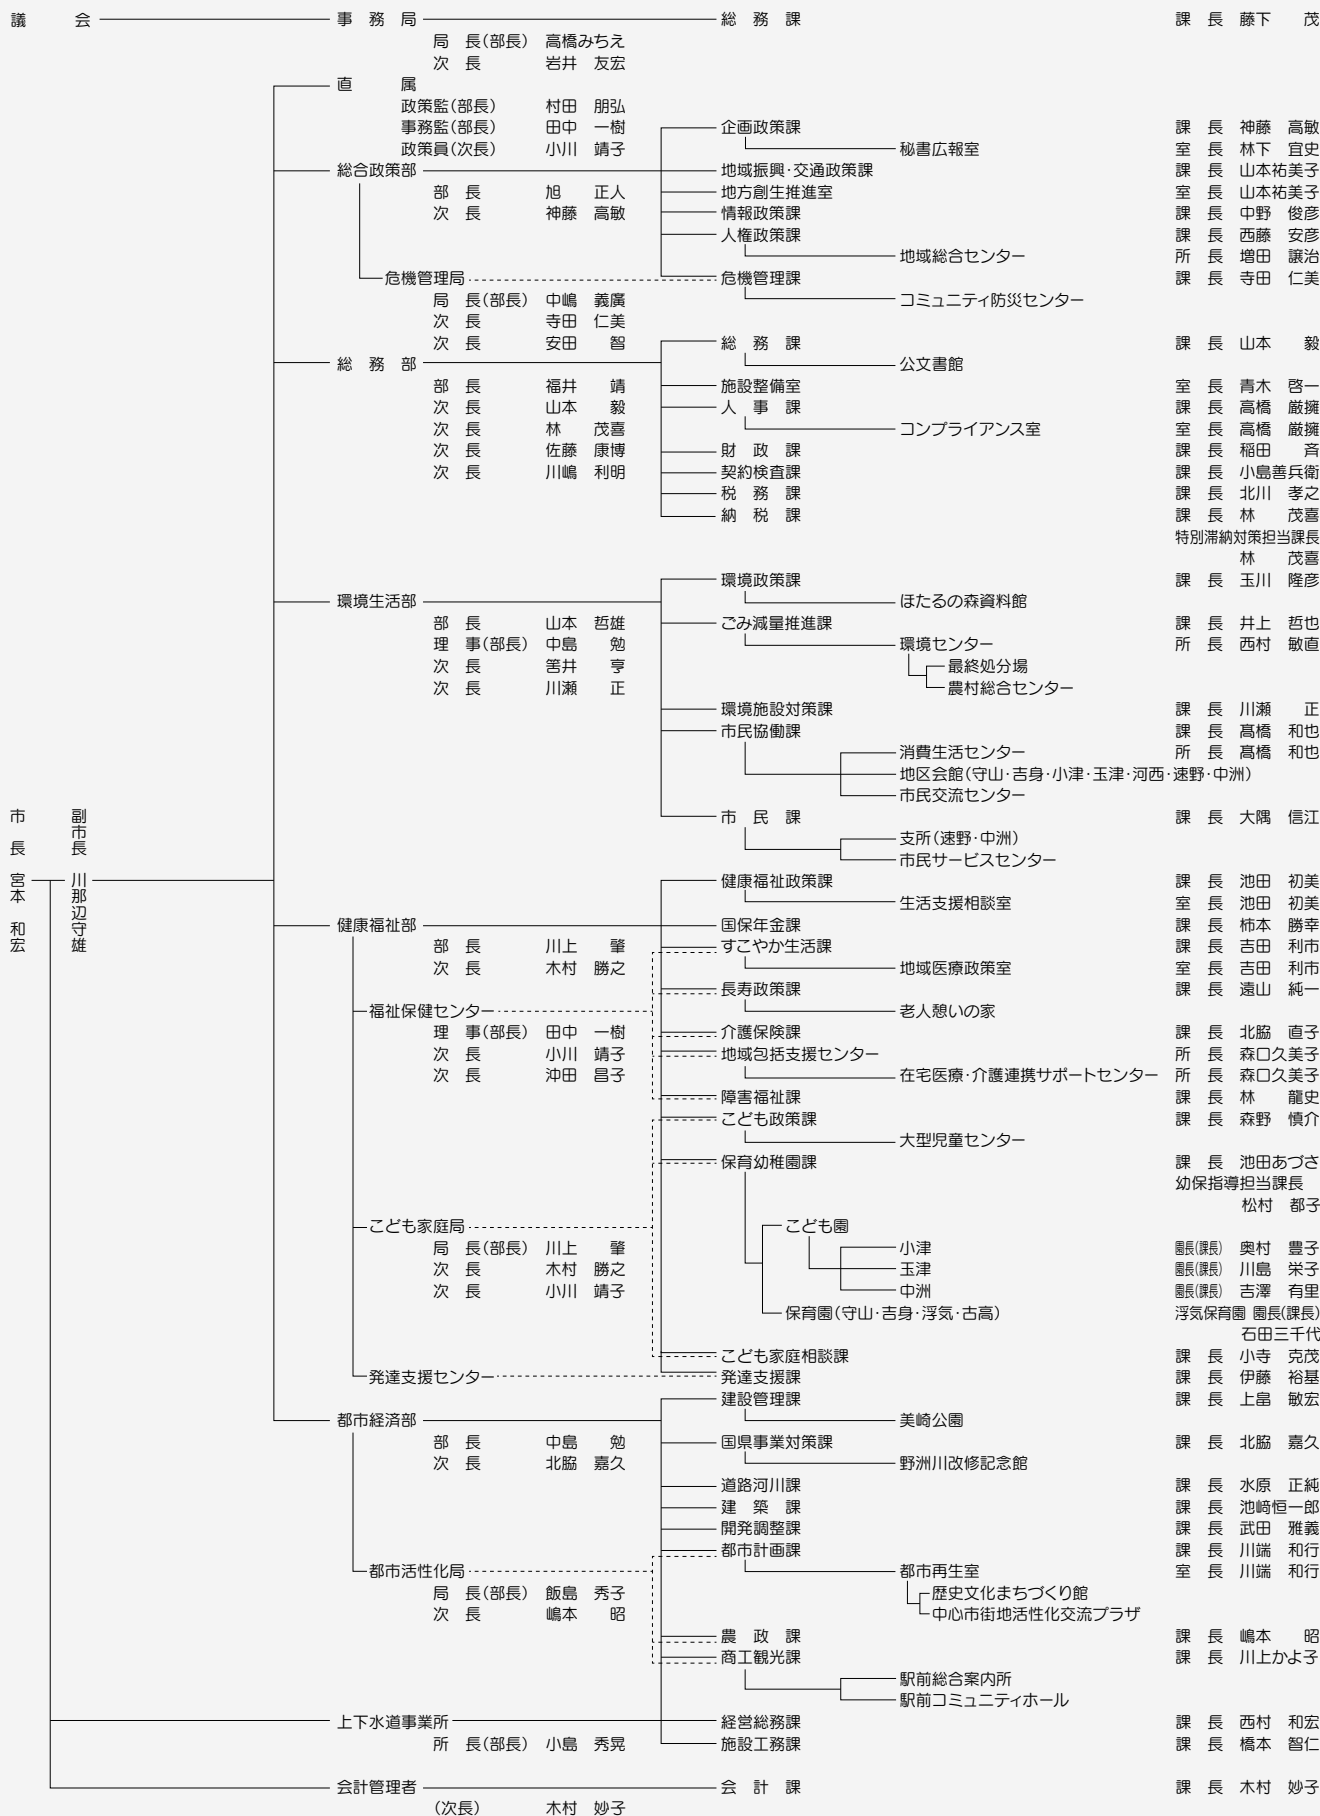 議　会　事務局　総務課　課長　藤下　茂
局　長(部長)　高橋みちえ
次　長　岩井　友宏
直　属
政策監(部長)　村田　朋弘
事務監(部長)　田中　一樹　企画政策課　課長　神藤　高敏
政策員(次長)　小川　靖子　秘書広報室　室長　林下　宜史
総合政策部　地域振興・交通政策課　課長　山本祐美子
部　長　旭　正人　地方創生推進室　室長　山本祐美子
次　長　神藤　高敏　情報政策課　課長　中野　俊彦
人権政策課　課長　西藤　安彦
地域総合センター　所長　増田　譲治
危機管理局　危機管理課　課長　寺田　仁美
局　長(部長)　中嶋　義廣　コミュニティ防災センター
次　長　寺田　仁美
次　長　安田　智　総務課　課長　山本　毅
総務部　公文書館
部　長　福井　靖　施設整備室　室長　青木　啓一
次　長　山本　毅　人事課　課長　高橋　厳擁
次　長　林　茂喜　コンプライアンス室　室長　高橋　厳擁
次　長　佐藤　康博　財政課　課長　稲田　斉
次　長　川嶋　利明　契約検査課　課長　小島善兵衛
税務課　課長　北川　孝之
納税課　課長　林　茂喜
特別滞納対策担当課長
林　茂喜
環境政策課　課長　玉川　隆彦
環境生活部　ほたるの森資料館
部　長　山本　哲雄　ごみ減量推進課　課長　井上　哲也
理　事(部長)　中島　勉　環境センター　所長　西村　敏直
次　長　筈井　亨　最終処分場
次　長　川瀬　正　農村総合センター
環境施設対策課　課長　川瀬　正
市民協働課　課長　髙橋　和也
消費生活センター　所長　髙橋　和也
地区会館(守山・吉身・小津・玉津・河西・速野・中洲)
市民交流センター
市民課　課長　大隅　信江
支所(速野・中洲)
市民サービスセンター
市長　宮本　和宏
副市長　川那辺守雄
健康福祉政策課　課長　池田　初美
生活支援相談室　室長　池田　初美
健康福祉部　国保年金課　課長　柿本　勝幸
部　長　川上　肇　すこやか生活課　課長　吉田　利市
次　長　木村　勝之　地域医療政策室　室長　吉田　利市
長寿政策課　課長　遠山　純一
福祉保健センター　老人憩いの家
理　事(部長)　田中　一樹　介護保険課　課長　北脇　直子
次　長　小川　靖子　地域包括支援センター　所長　森口久美子
次　長　沖田　昌子　在宅医療・介護連携サポートセンター　所長　森口久美子
障害福祉課　課長　林　龍史
こども政策課　課長　森野　慎介
大型児童センター
保育幼稚園課　課長　池田あづさ
幼保指導担当課長
松村　都子
こども家庭局　こども園
局　長(部長)　川上　肇　小津　園長(課長)　奥村　豊子
次　長　木村　勝之　玉津　園長(課長)　川島　栄子
次　長　小川　靖子　中洲　園長(課長)　吉澤　有里
保育園(守山・吉身・浮気・古高)　浮気保育園　園長(課長)
石田三千代
こども家庭相談課　課長　小寺　克茂
発達支援センター　発達支援課　課長　伊藤　裕基
建設管理課　課長　上畠　敏宏
都市経済部　美崎公園
部　長　中島　勉　国県事業対策課　課長　北脇　嘉久
次　長　北脇　嘉久　野洲川改修記念館
道路河川課　課長　水原　正純
建築課　課長　池﨑恒一郎
開発調整課　課長　武田　雅義
都市計画課　課長　川端　和行
都市活性化局　都市再生室　室長　川端　和行
局　長(部長)　飯島　秀子　歴史文化まちづくり館
次　長　嶋本　昭　中心市街地活性化交流プラザ
農政課　課長　嶋本　昭
商工観光課　課長　川上かよ子
駅前総合案内所
駅前コミュニティホール
上下水道事業所　経営総務課　課長　西村　和宏
所　長(部長)　小島　秀晃　施設工務課　課長　橋本　智仁
会計管理者　会計課　課長　木村　妙子
(次長)　木村　妙子